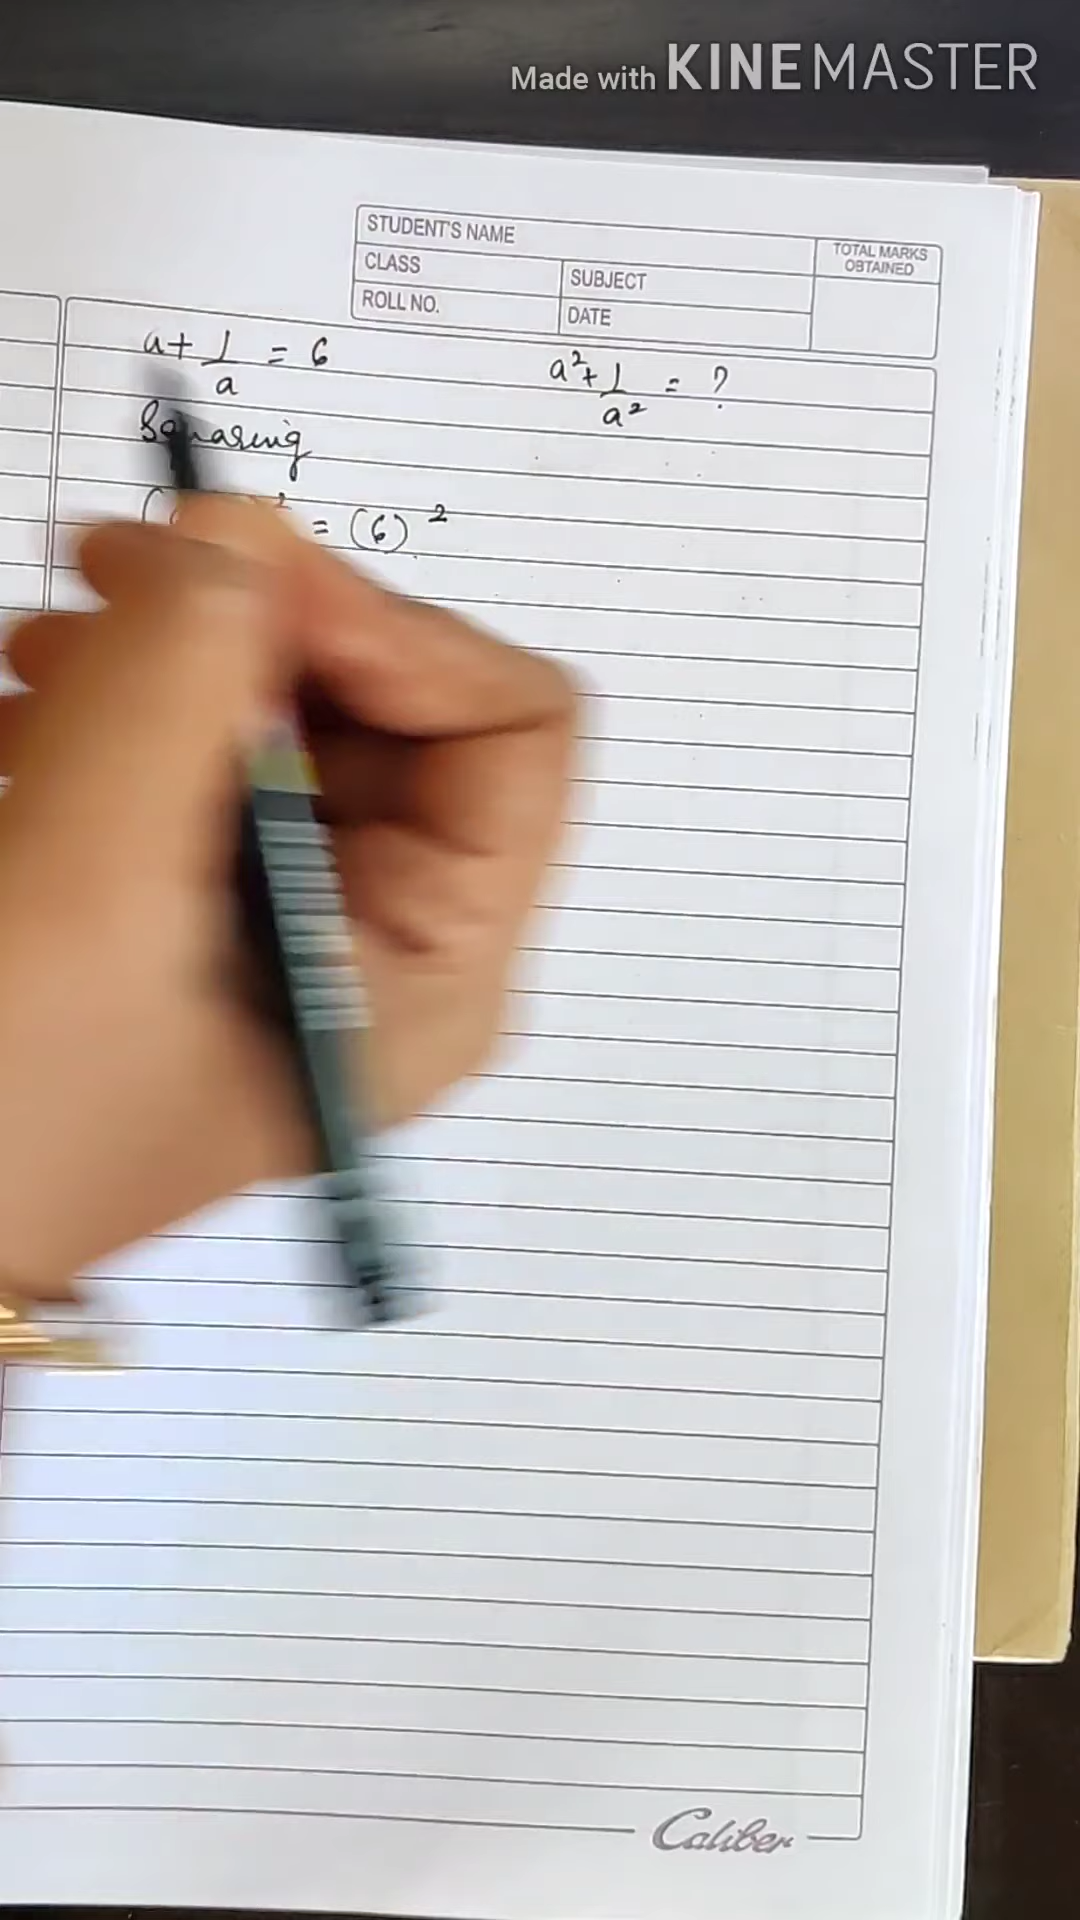 Made with KINEMASTER
STUDENT'S NAME
TOTAL MARKS OBTAINED
CLASS
SUBJECT
ROLL NO.
DATE
a + 1/a = 6
a² + 1/a² = ?
Squaring
( ² = (6)²
Caliber